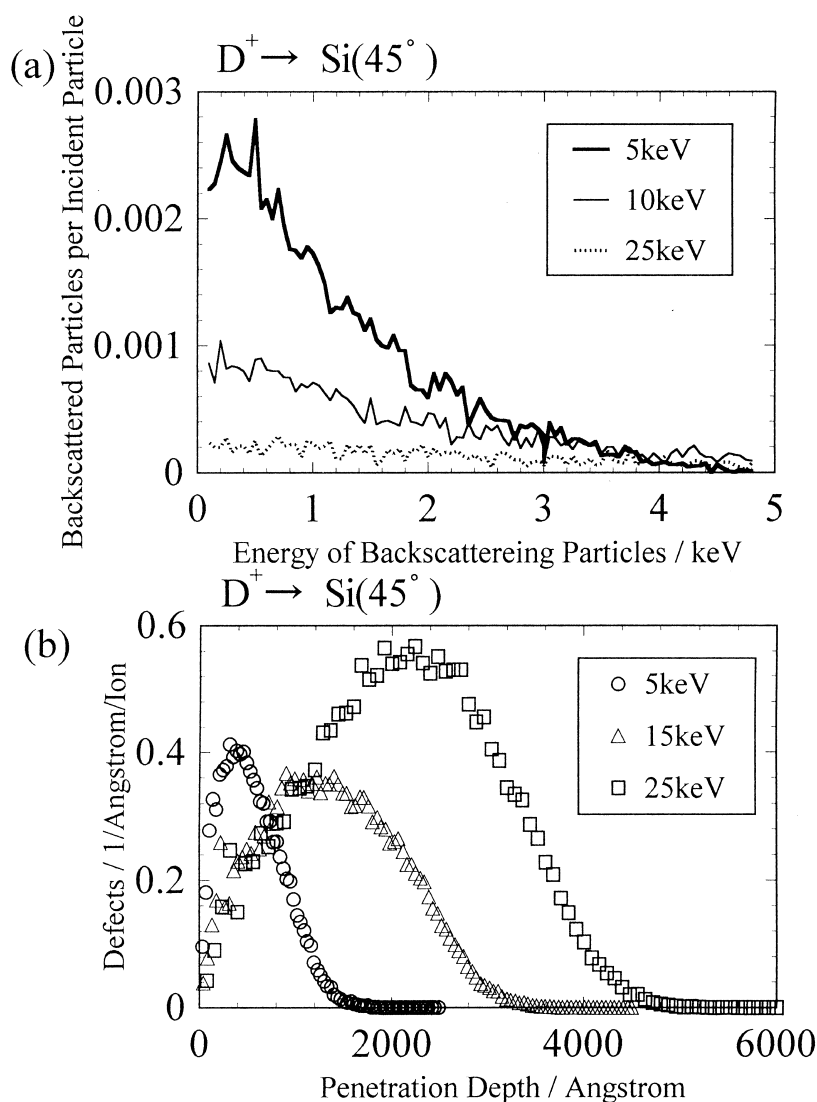 (a)
D⁺→ Si(45°)
Backscattered Particles per Incident Particle
0.003
0.002
0.001
0
5keV
10keV
25keV
0 1 2 3 4 5
Energy of Backscattereing Particles / keV
(b)
D⁺→ Si(45°)
Defects / 1/Angstrom/Ion
0.6
0.4
0.2
0
5keV
15keV
25keV
0 2000 4000 6000
Penetration Depth / Angstrom